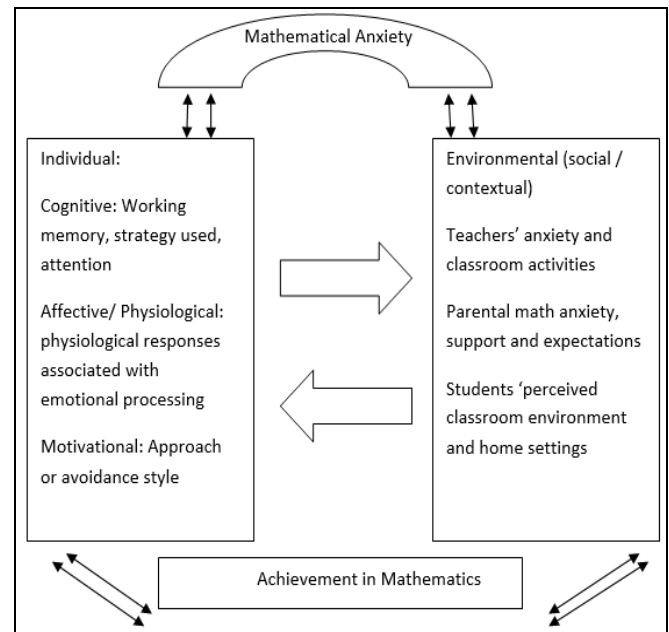 Mathematical Anxiety
Individual:
Cognitive: Working
memory, strategy used,
attention
Affective/ Physiological:
physiological responses
associated with
emotional processing
Motivational: Approach
or avoidance style
Environmental (social /
contextual)
Teachers’ anxiety and
classroom activities
Parental math anxiety,
support and expectations
Students ‘perceived
classroom environment
and home settings
Achievement in Mathematics